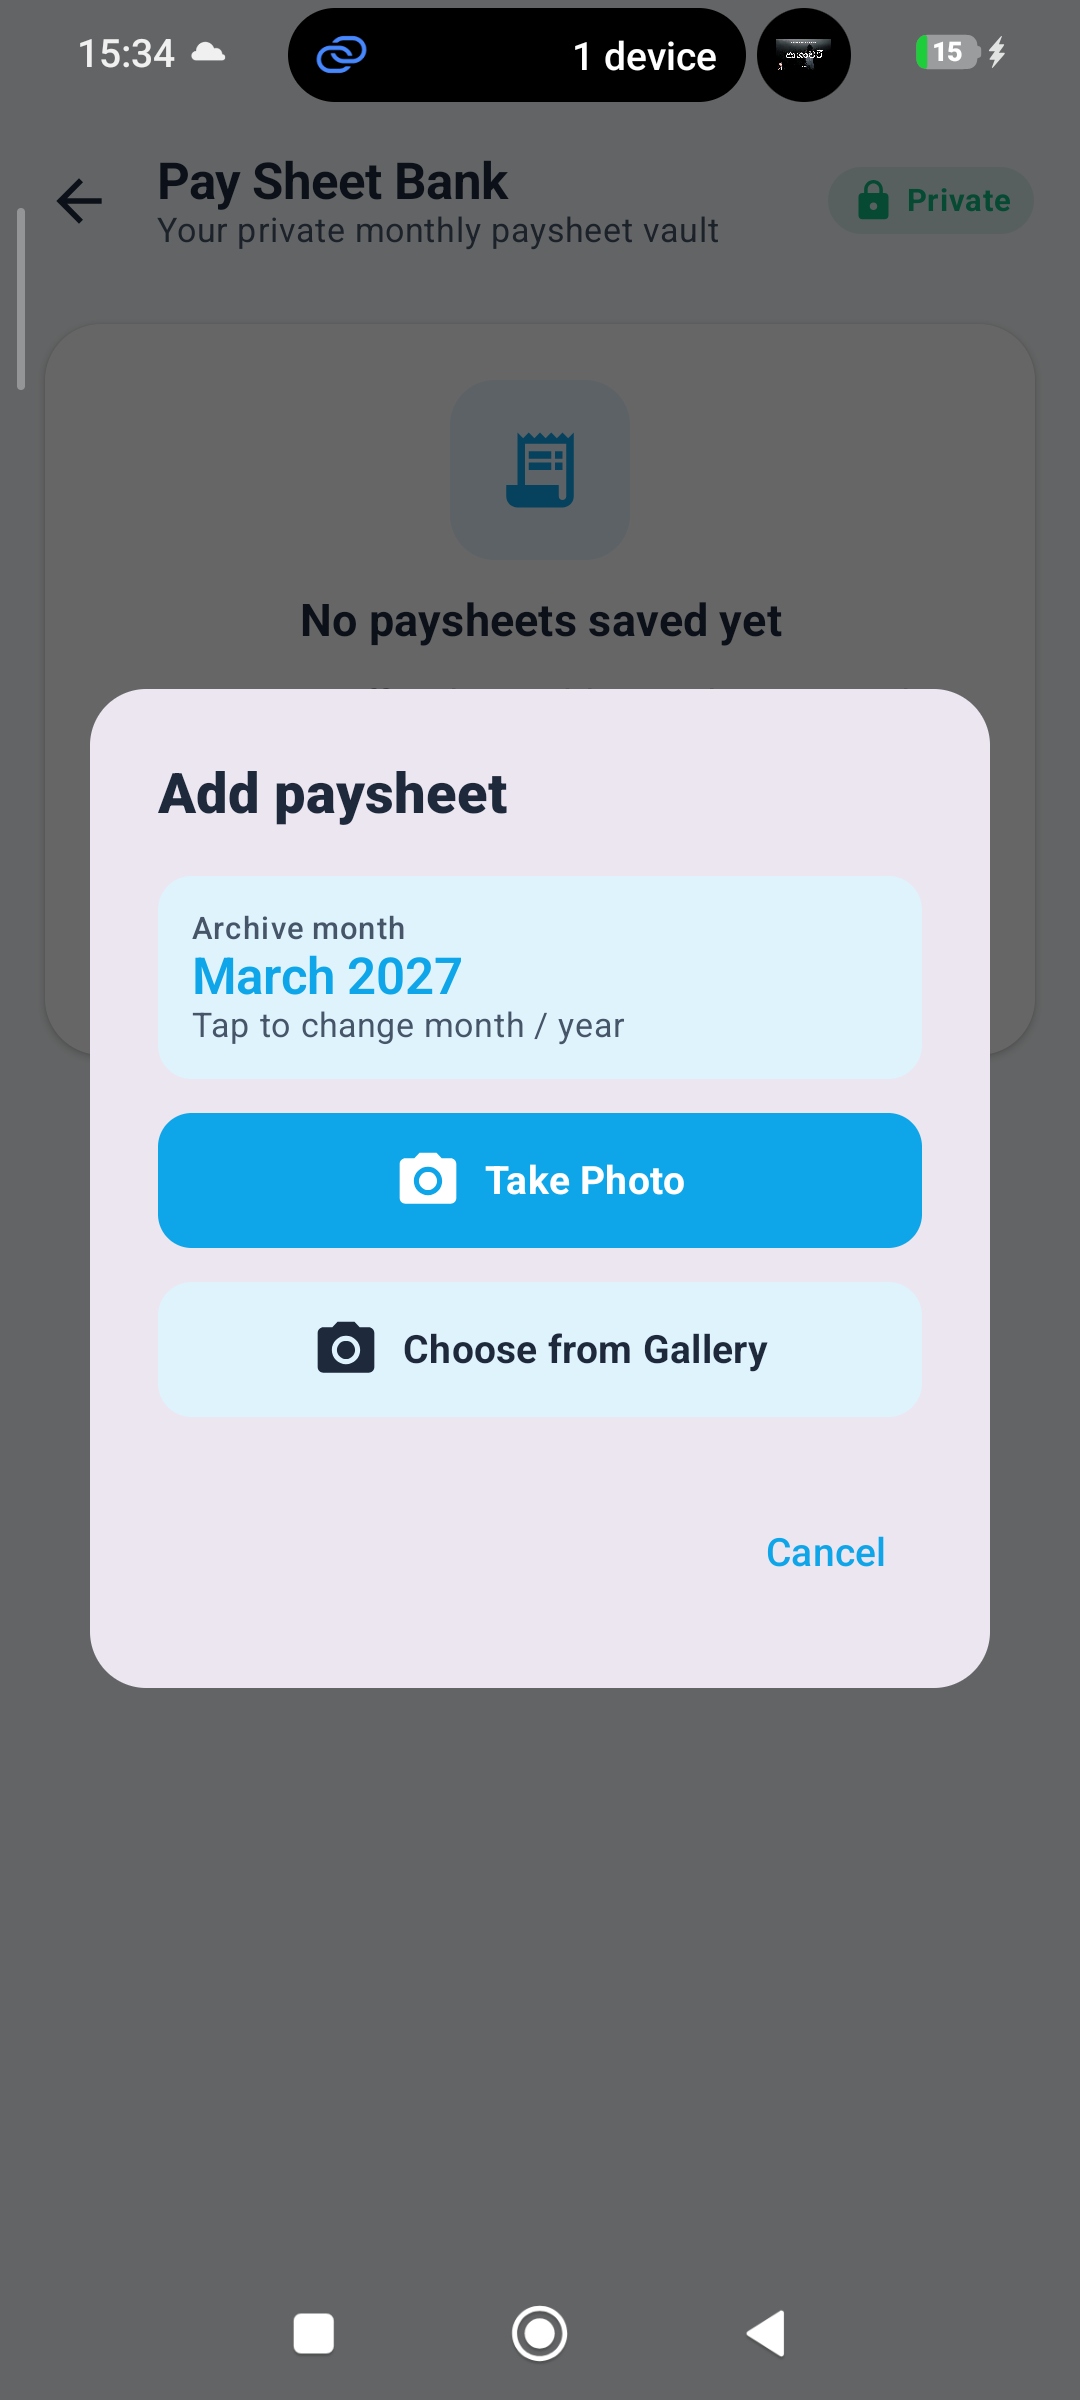 15:34
1 device
15
Pay Sheet Bank
Your private monthly paysheet vault
Private
No paysheets saved yet
Add paysheet
Archive month
March 2027
Tap to change month / year
Take Photo
Choose from Gallery
Cancel